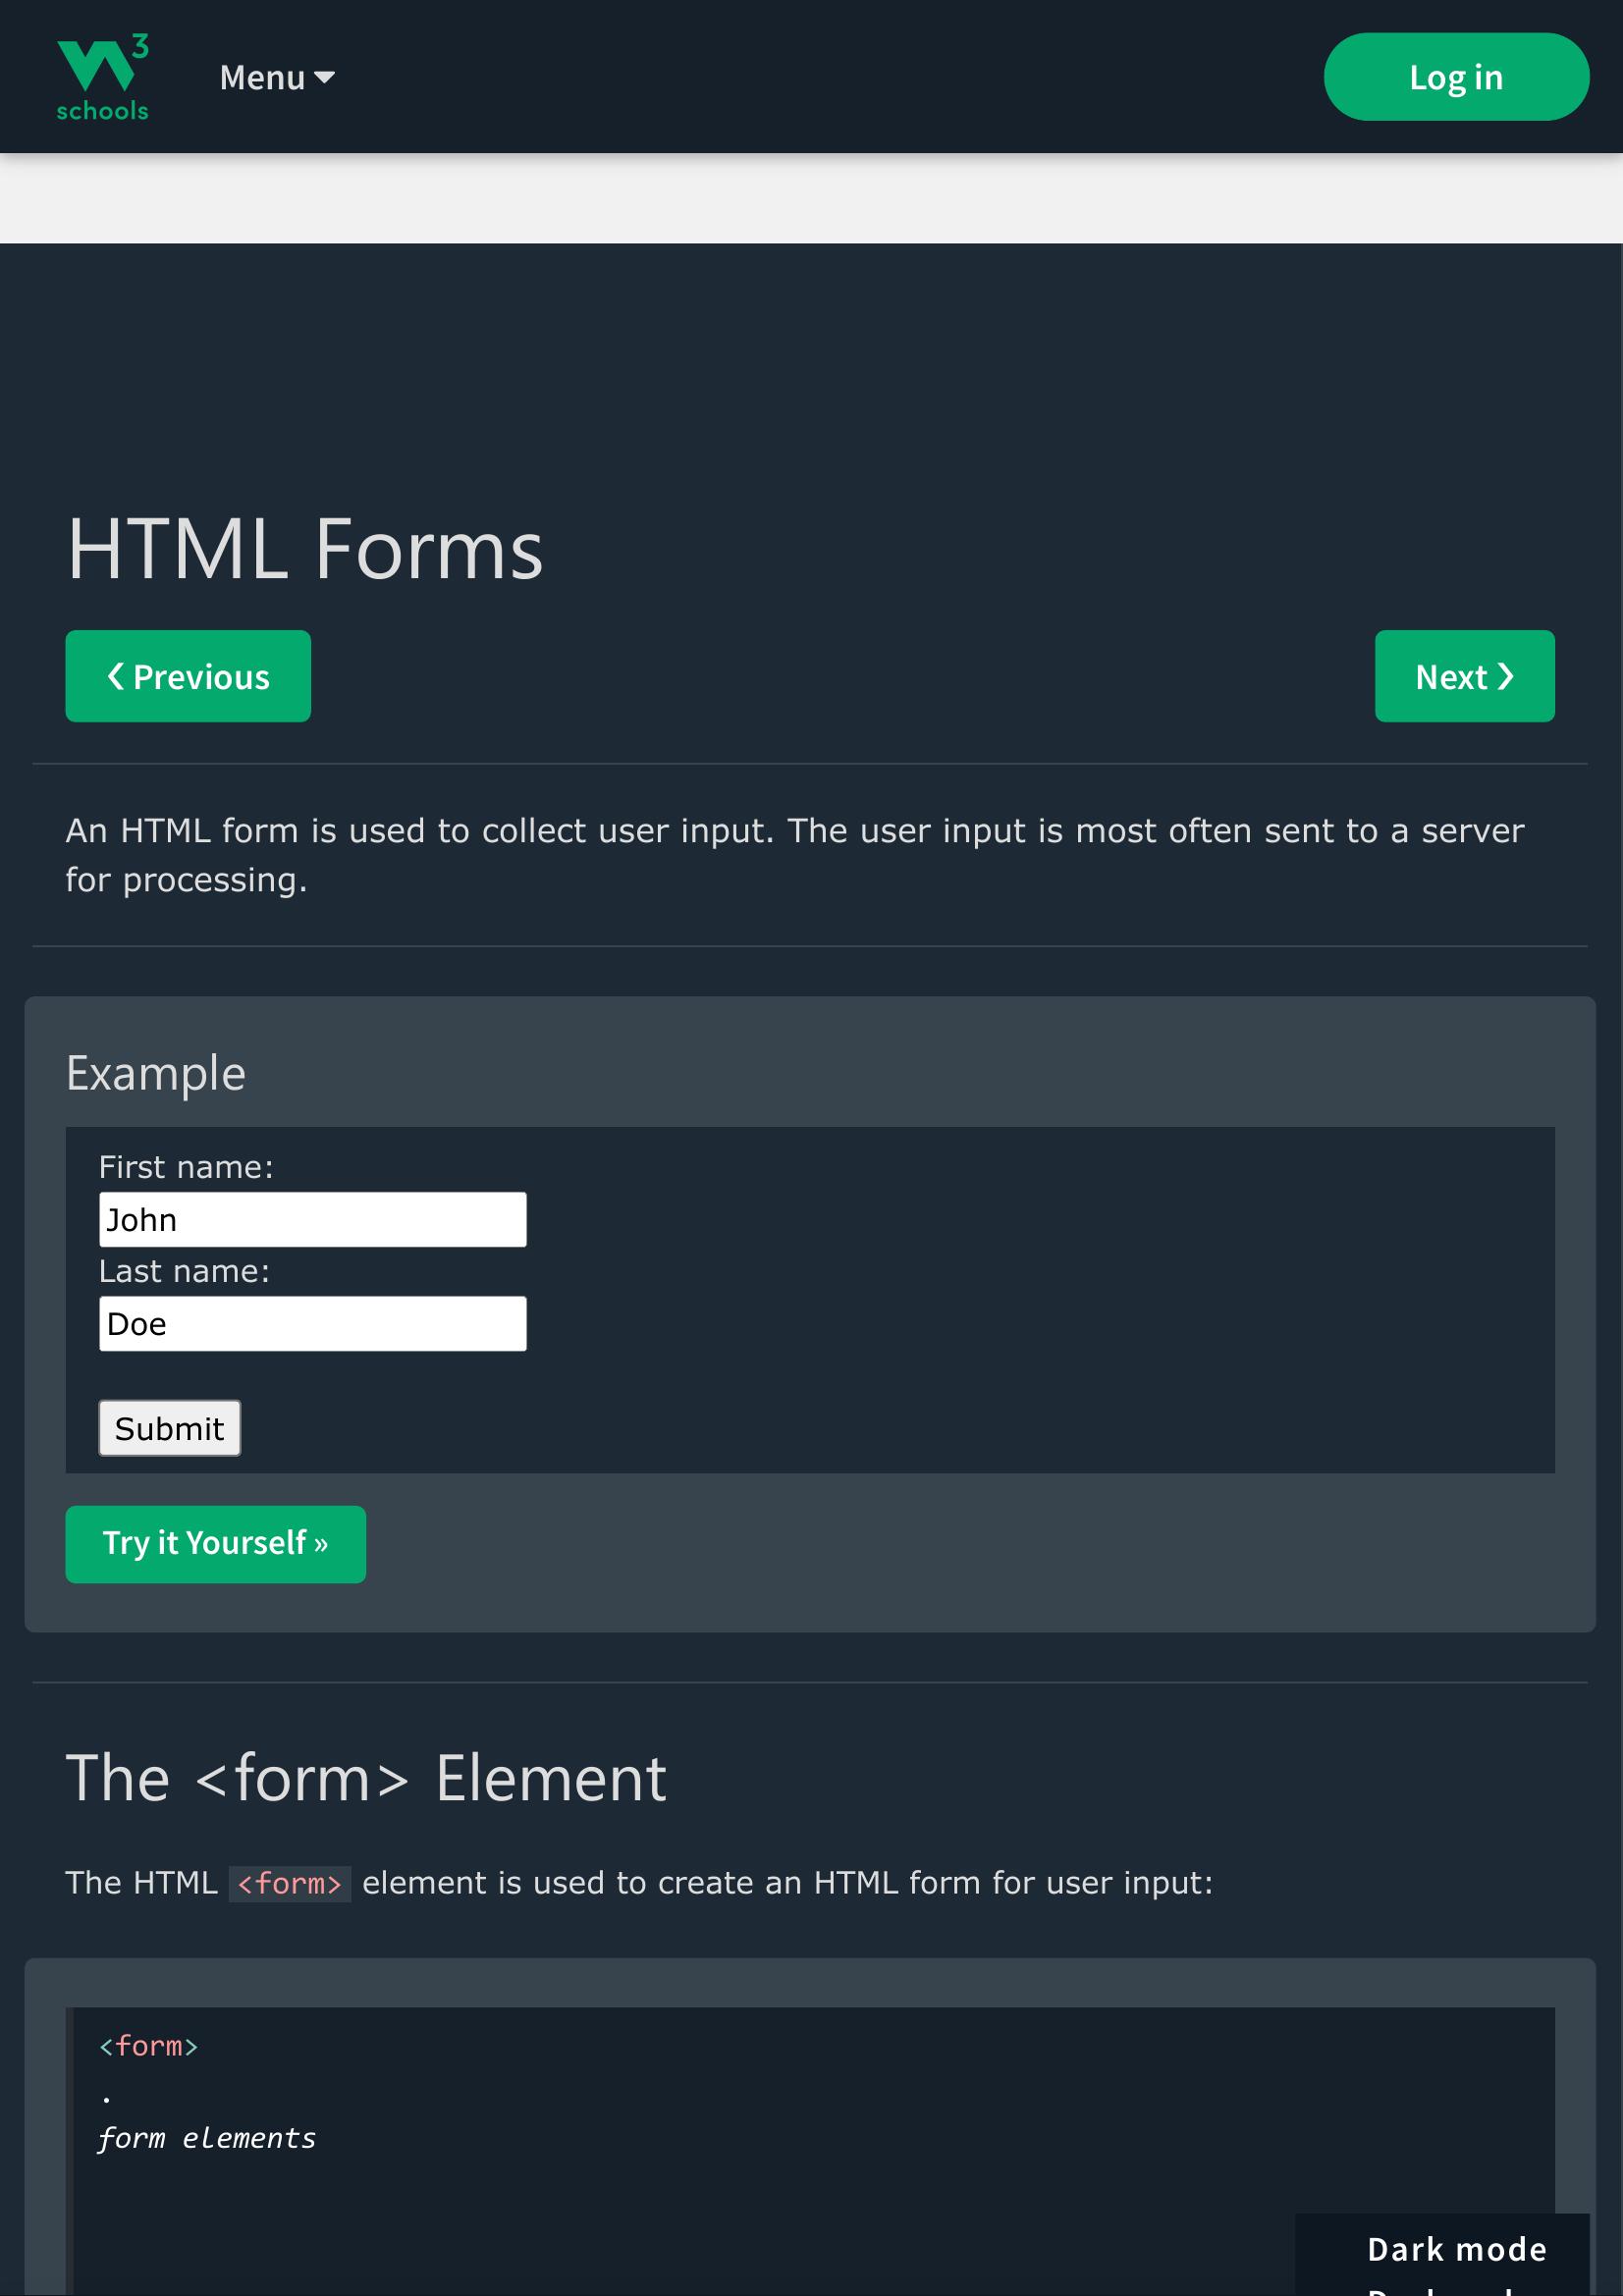 3
schools
Menu
Log in
HTML Forms
❮ Previous
Next ❯
An HTML form is used to collect user input. The user input is most often sent to a server
for processing.
Example
First name:
John
Last name:
Doe
Submit
Try it Yourself »
The <form> Element
The HTML <form> element is used to create an HTML form for user input:
<form>
.
form elements
Dark mode